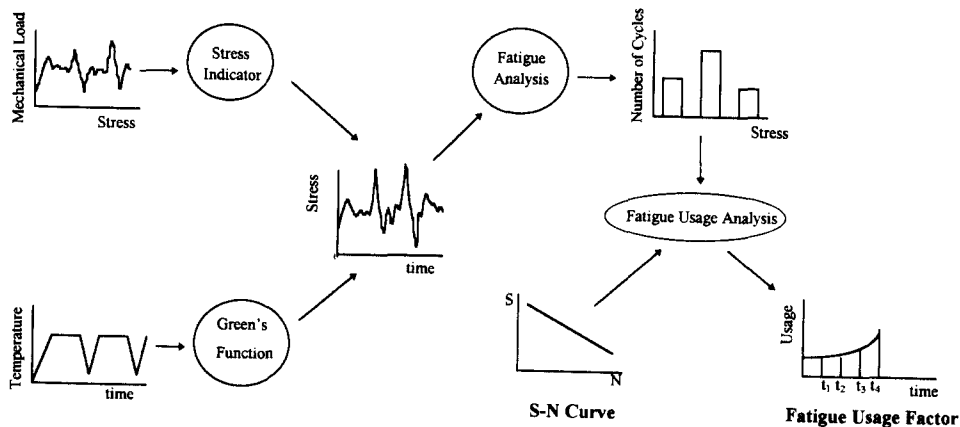 Mechanical Load
Stress
Stress
Indicator
Fatigue
Analysis
Number of Cycles
Stress
Stress
time
Fatigue Usage Analysis
Temperature
time
Green's
Function
S
N
S-N Curve
Usage
t1 t2 t3 t4
time
Fatigue Usage Factor